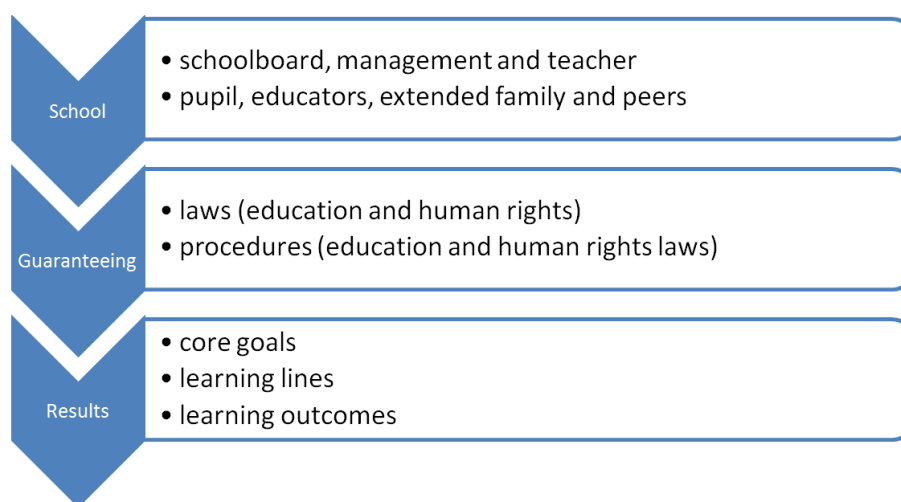 School
• schoolboard, management and teacher
• pupil, educators, extended family and peers
Guaranteeing
• laws (education and human rights)
• procedures (education and human rights laws)
Results
• core goals
• learning lines
• learning outcomes